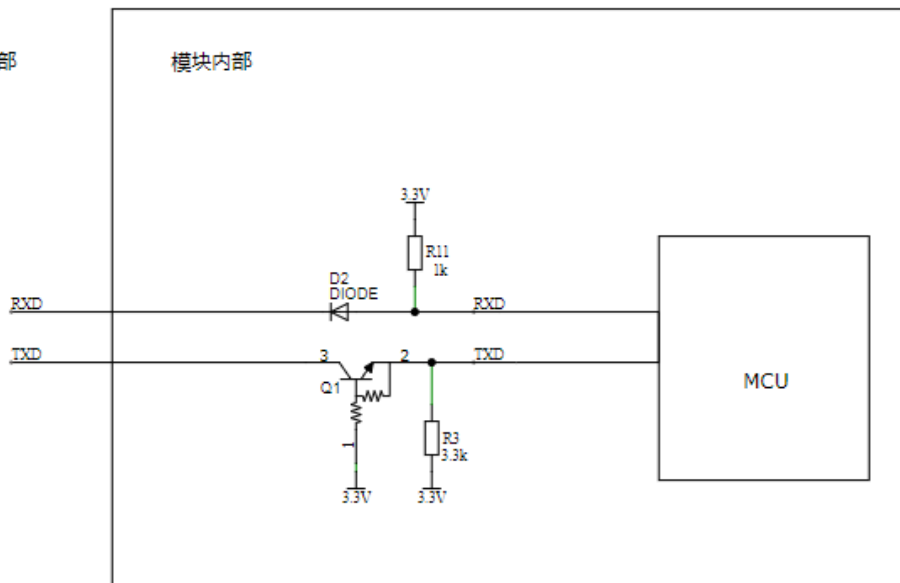 部
模块内部
3.3V
R11
1k
D2
DIODE
RXD
RXD
TXD
3
2
TXD
Q1
MCU
1
R3
3.3k
3.3V
3.3V